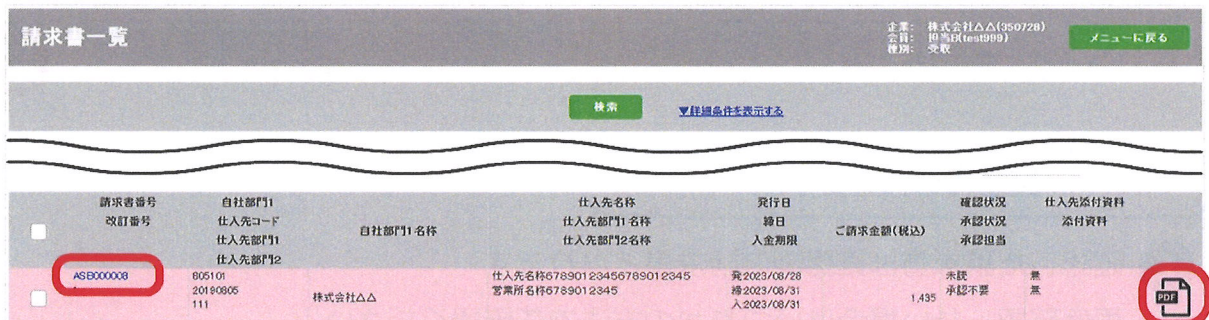 請求書一覧
企業: 株式会社△△(350728)
会員: 担当B(test999)
種別: 受取
メニューに戻る
検索
▼詳細条件を表示する
請求書番号 自社部門1 仕入先名称 発行日 確認状況 仕入先添付資料
改訂番号 仕入先コード 自社部門1名称 仕入先部門1名称 締日 ご請求金額(税込) 承認状況 添付資料
仕入先部門1 仕入先部門2名称 入金期限 承認担当
仕入先部門2
ASB000008 805101 仕入先名称67890123456789012345 発2023/08/28 未読 無
20190805 株式会社△△ 営業所名称6789012345 締2023/08/31 1,435 承認不要 無
111 入2023/08/31
PDF